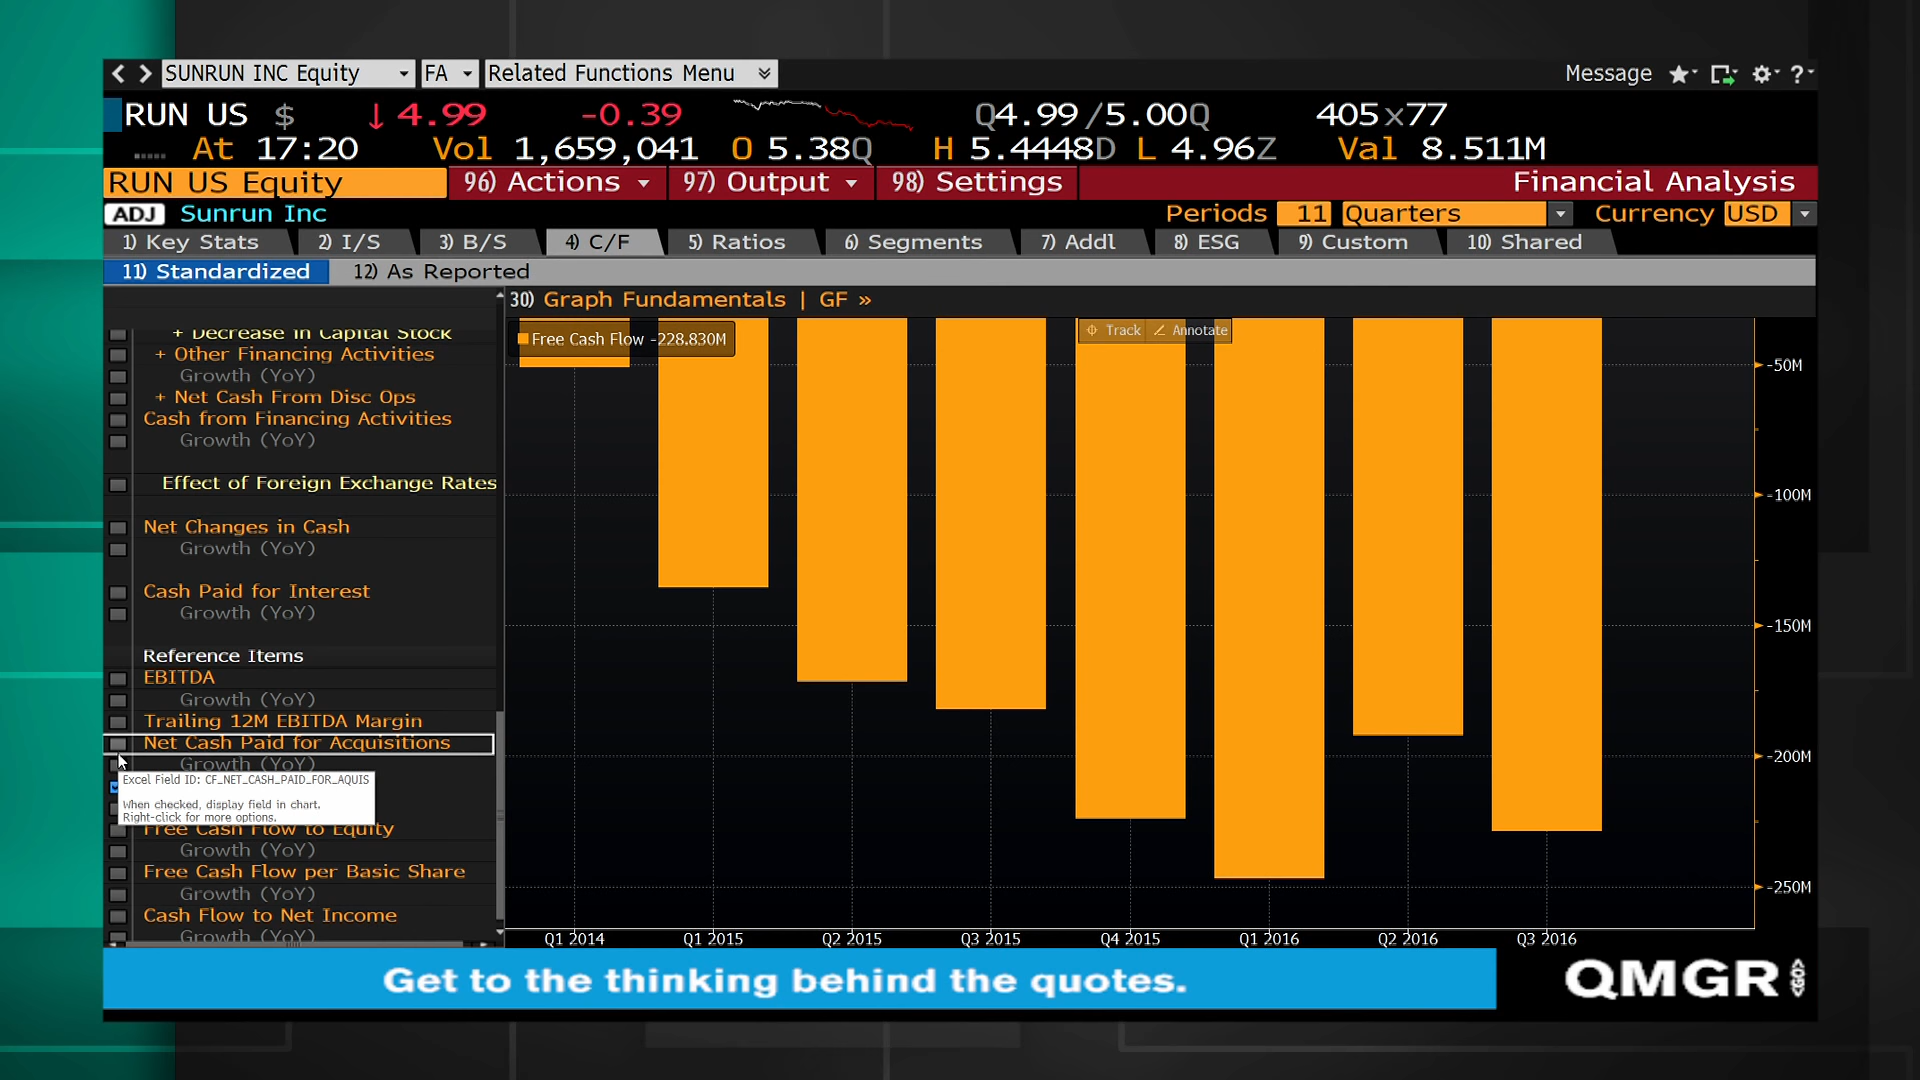 SUNRUN INC Equity FA Related Functions Menu Message
RUN US $ ↓ 4.99 -0.39 Q4.99/5.00Q 405x77
At 17:20 Vol 1,659,041 O 5.38Q H 5.4448D L 4.96Z Val 8.511M
RUN US Equity 96) Actions 97) Output 98) Settings Financial Analysis
ADJ Sunrun Inc Periods 11 Quarters Currency USD
1) Key Stats 2) I/S 3) B/S 4) C/F 5) Ratios 6) Segments 7) Addl 8) ESG 9) Custom 10) Shared
11) Standardized 12) As Reported
30) Graph Fundamentals | GF »
+ Decrease in Capital Stock
+ Other Financing Activities
Growth (YoY)
+ Net Cash From Disc Ops
Cash from Financing Activities
Growth (YoY)
Effect of Foreign Exchange Rates
Net Changes in Cash
Growth (YoY)
Cash Paid for Interest
Growth (YoY)
Reference Items
EBITDA
Growth (YoY)
Trailing 12M EBITDA Margin
Net Cash Paid for Acquisitions
Growth (YoY)
Excel Field ID: CF_NET_CASH_PAID_FOR_AQUIS
When checked, display field in chart.
Right-click for more options.
Free Cash Flow to Equity
Growth (YoY)
Free Cash Flow per Basic Share
Growth (YoY)
Cash Flow to Net Income
Growth (YoY)
Free Cash Flow -228.830M
Track Annotate
-50M
-100M
-150M
-200M
-250M
Q1 2014 Q1 2015 Q2 2015 Q3 2015 Q4 2015 Q1 2016 Q2 2016 Q3 2016
Get to the thinking behind the quotes.
QMGR <GO>